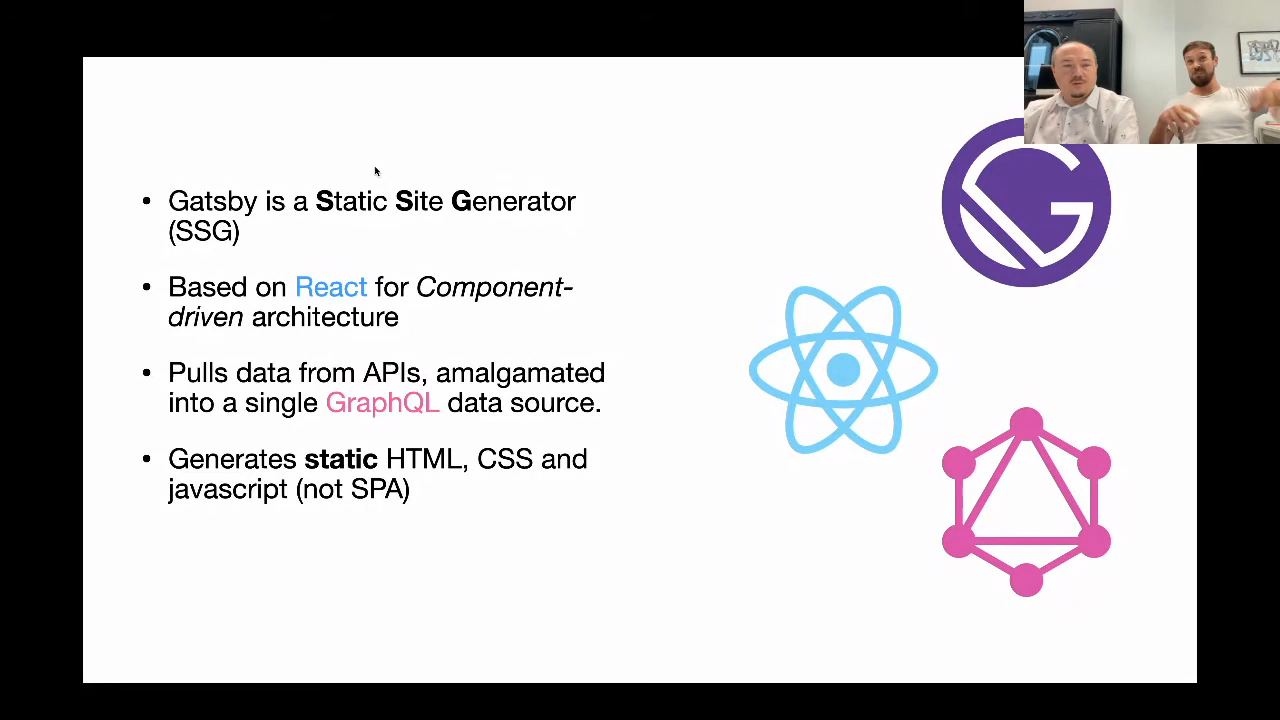 • Gatsby is a Static Site Generator
(SSG)
• Based on React for Component-
driven architecture
• Pulls data from APIs, amalgamated
into a single GraphQL data source.
• Generates static HTML, CSS and
javascript (not SPA)